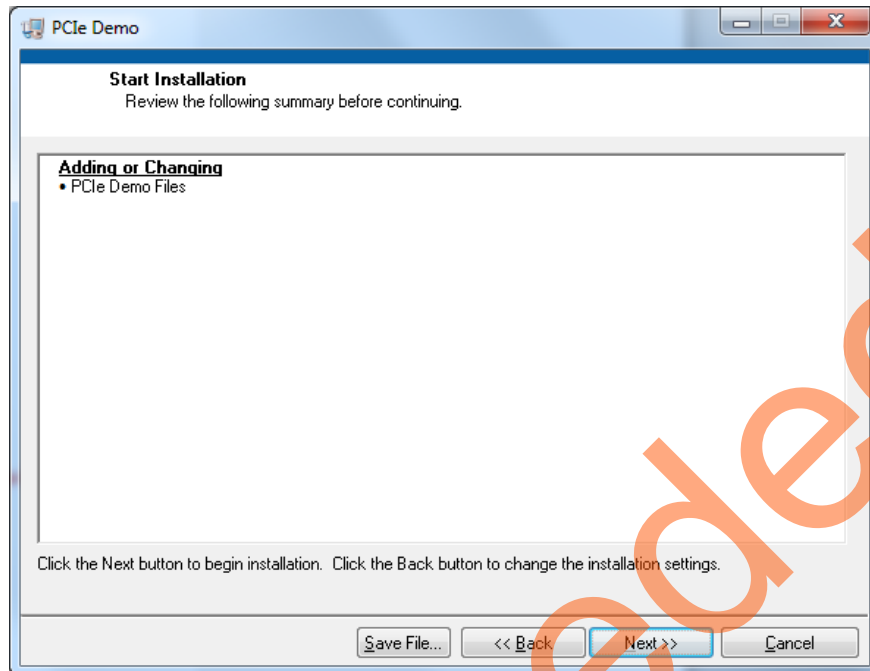 PCIe Demo
Start Installation
Review the following summary before continuing.
Adding or Changing
• PCIe Demo Files
Click the Next button to begin installation. Click the Back button to change the installation settings.
Save File... << Back Next >> Cancel